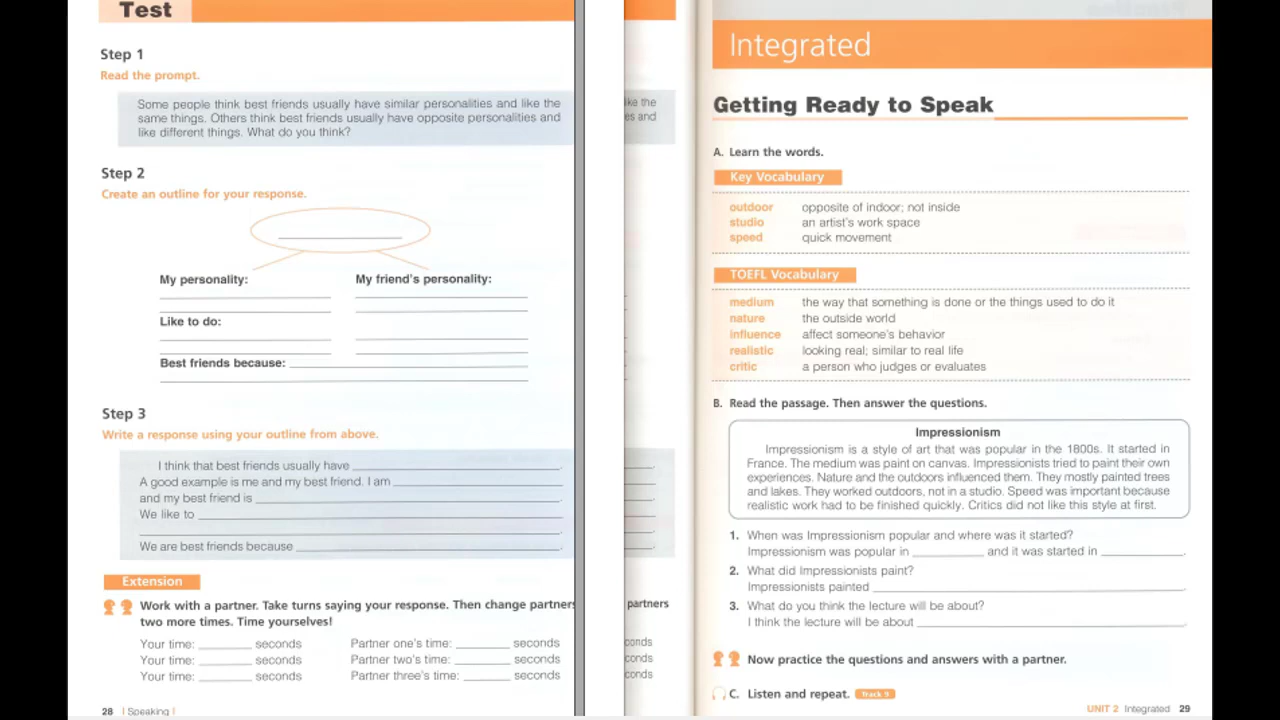 Test
Step 1
Read the prompt.
Some people think best friends usually have similar personalities and like the
same things. Others think best friends usually have opposite personalities and
like different things. What do you think?
Step 2
Create an outline for your response.
My personality:
My friend's personality:
Like to do:
Best friends because:
Step 3
Write a response using your outline from above.
I think that best friends usually have
A good example is me and my best friend. I am
and my best friend is
We like to
We are best friends because
Extension
Work with a partner. Take turns saying your response. Then change partners
two more times. Time yourselves!
Your time: seconds Partner one's time: seconds
Your time: seconds Partner two's time: seconds
Your time: seconds Partner three's time: seconds
28 | Speaking |
like the
es and
partners
conds
conds
conds
Integrated
Getting Ready to Speak
A. Learn the words.
Key Vocabulary
outdoor opposite of indoor; not inside
studio an artist's work space
speed quick movement
TOEFL Vocabulary
medium the way that something is done or the things used to do it
nature the outside world
influence affect someone's behavior
realistic looking real; similar to real life
critic a person who judges or evaluates
B. Read the passage. Then answer the questions.
Impressionism
Impressionism is a style of art that was popular in the 1800s. It started in
France. The medium was paint on canvas. Impressionists tried to paint their own
experiences. Nature and the outdoors influenced them. They mostly painted trees
and lakes. They worked outdoors, not in a studio. Speed was important because
realistic work had to be finished quickly. Critics did not like this style at first.
1. When was Impressionism popular and where was it started?
Impressionism was popular in and it was started in .
2. What did Impressionists paint?
Impressionists painted .
3. What do you think the lecture will be about?
I think the lecture will be about .
Now practice the questions and answers with a partner.
C. Listen and repeat. Track 9
UNIT 2 Integrated 29